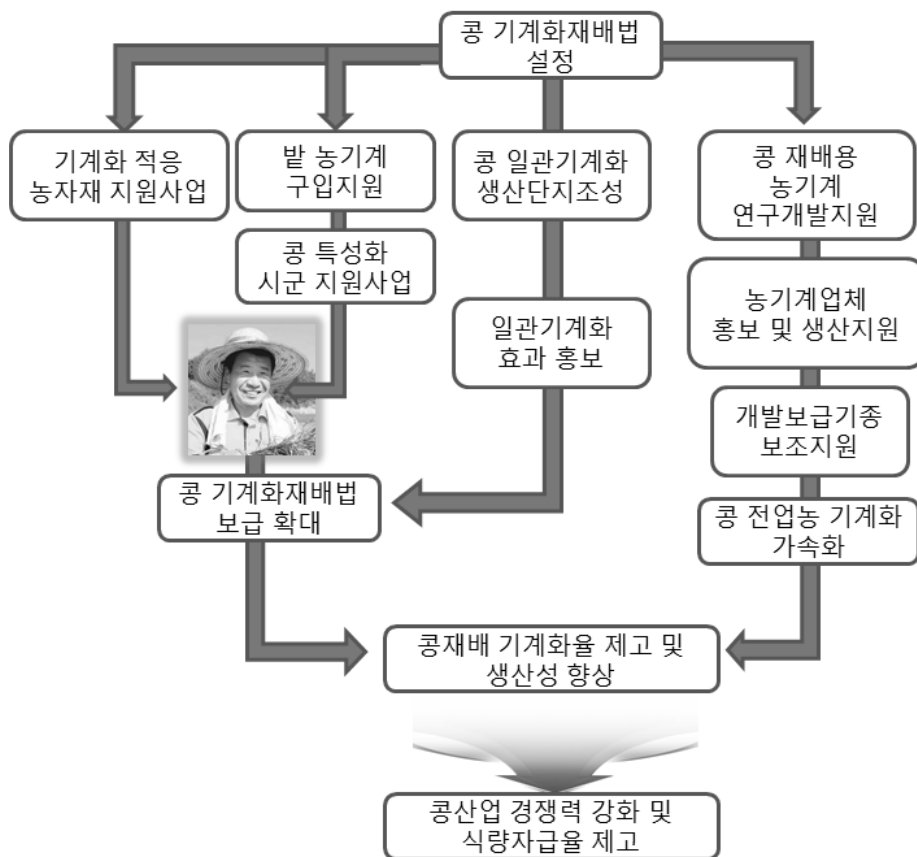 콩 기계화재배법
설정
기계화 적응
농자재 지원사업
밭 농기계
구입지원
콩 일관기계화
생산단지조성
콩 재배용
농기계
연구개발지원
콩 특성화
시군 지원사업
농기계업체
홍보 및 생산지원
일관기계화
효과 홍보
개발보급기종
보조지원
콩 기계화재배법
보급 확대
콩 전업농 기계화
가속화
콩재배 기계화율 제고 및
생산성 향상
콩산업 경쟁력 강화 및
식량자급율 제고